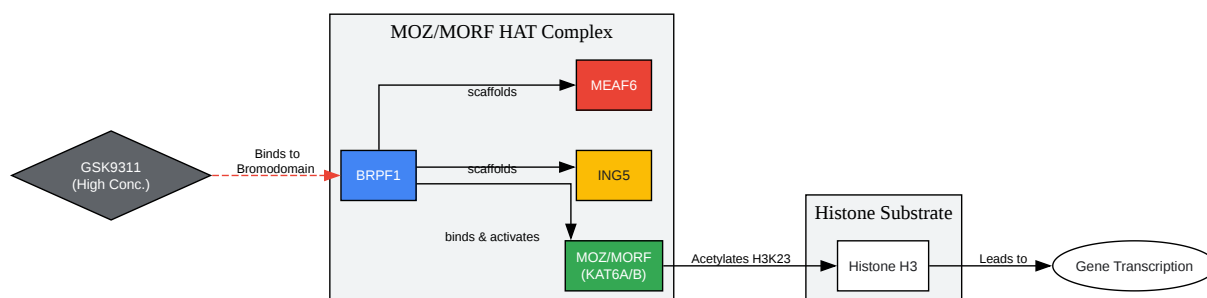 MOZ/MORF HAT Complex
MEAF6
scaffolds
GSK9311
(High Conc.)
Binds to
Bromodomain
BRPF1
scaffolds
ING5
binds & activates
MOZ/MORF
(KAT6A/B)
Acetylates H3K23
Histone Substrate
Histone H3
Leads to
Gene Transcription